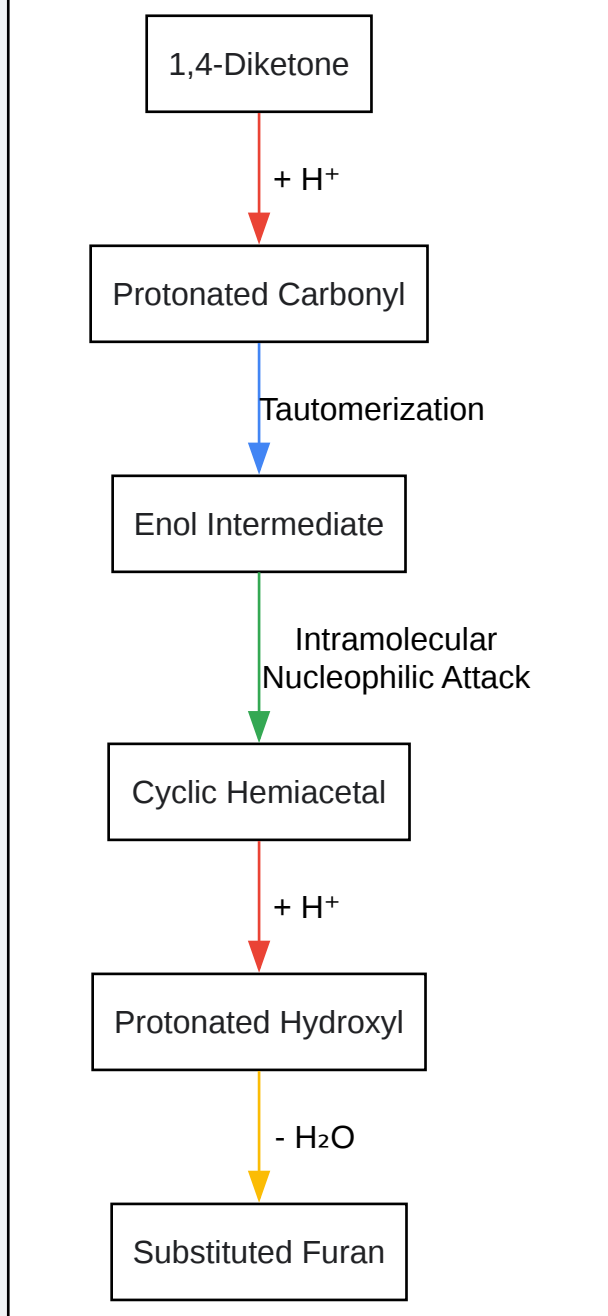 1,4-Diketone
+ H⁺
Protonated Carbonyl
Tautomerization
Enol Intermediate
Intramolecular
Nucleophilic Attack
Cyclic Hemiacetal
+ H⁺
Protonated Hydroxyl
- H₂O
Substituted Furan